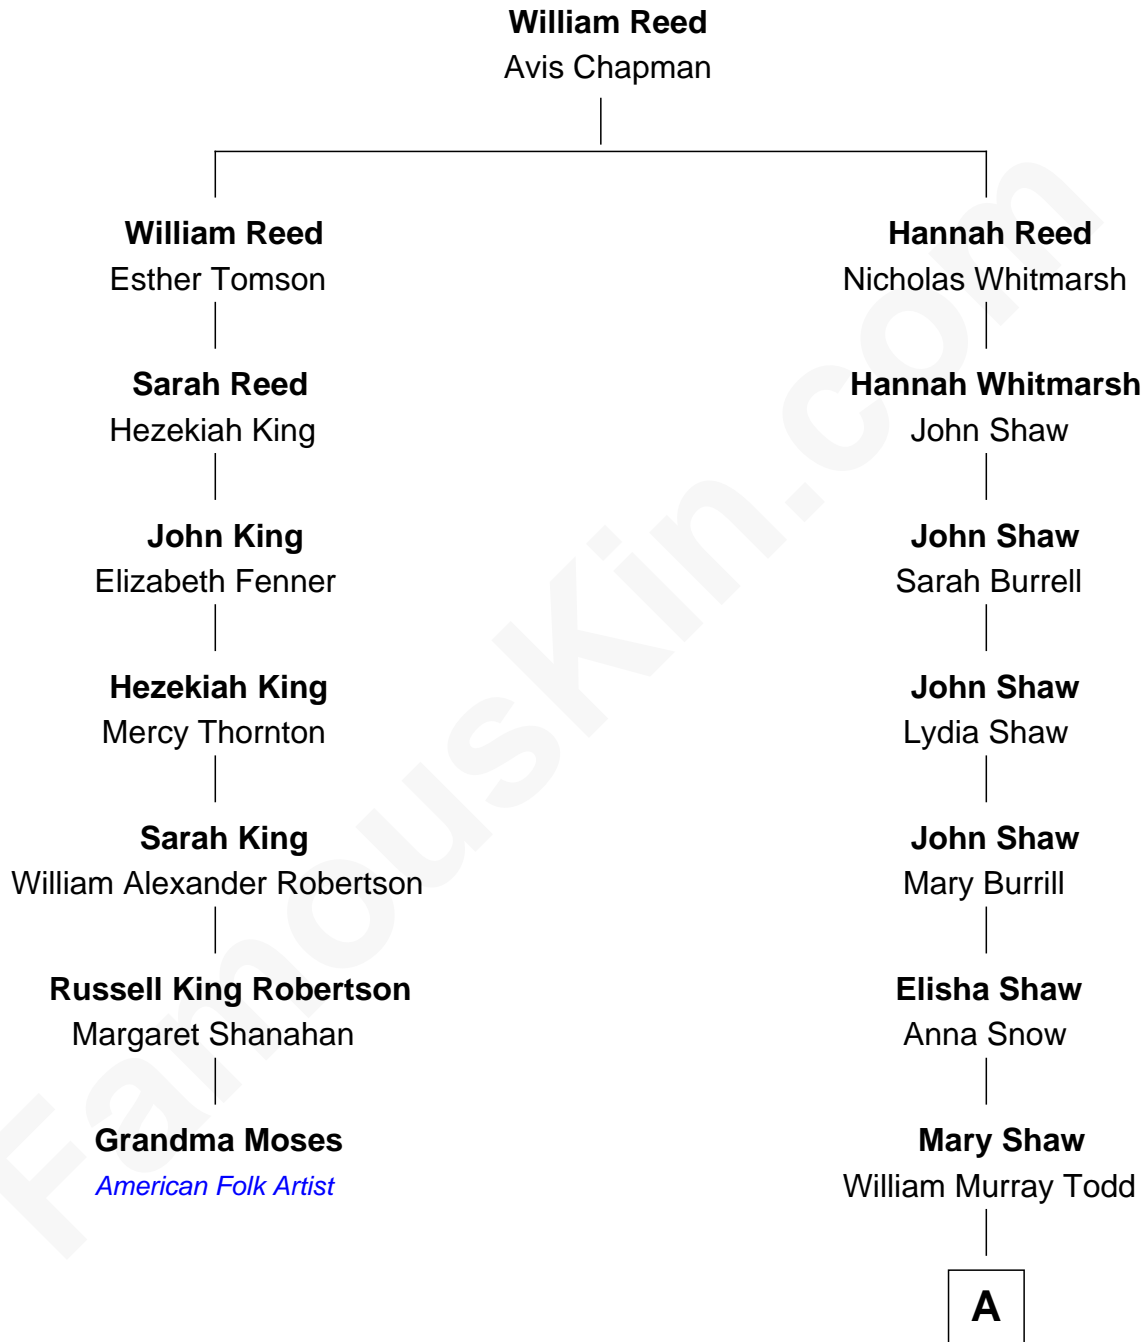 William Reed
Avis Chapman
William Reed
Esther Tomson
Hannah Reed
Nicholas Whitmarsh
Sarah Reed
Hezekiah King
Hannah Whitmarsh
John Shaw
John King
Elizabeth Fenner
John Shaw
Sarah Burrell
Hezekiah King
Mercy Thornton
John Shaw
Lydia Shaw
Sarah King
William Alexander Robertson
John Shaw
Mary Burrill
Russell King Robertson
Margaret Shanahan
Elisha Shaw
Anna Snow
Grandma Moses
American Folk Artist
Mary Shaw
William Murray Todd
A
FamousKin.com